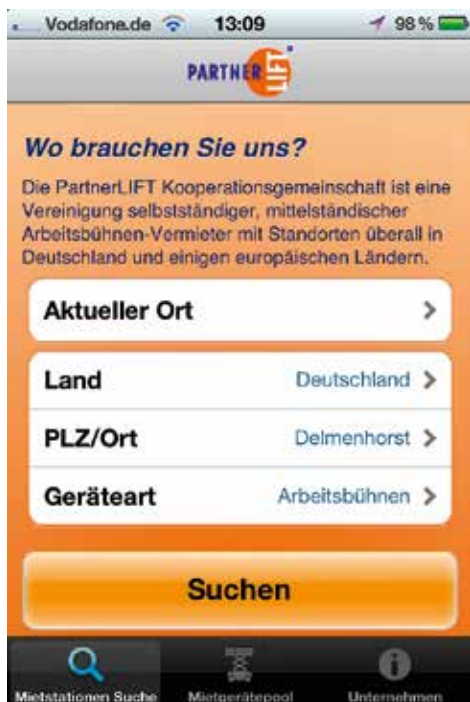 Vodafone.de 13:09 98 %
PARTNER LIFT
Wo brauchen Sie uns?
Die PartnerLIFT Kooperationsgemeinschaft ist eine
Vereinigung selbstständiger, mittelständischer
Arbeitsbühnen-Vermieter mit Standorten überall in
Deutschland und einigen europäischen Ländern.
Aktueller Ort
Land Deutschland
PLZ/Ort Delmenhorst
Geräteart Arbeitsbühnen
Suchen
Mietstationen Suche Mietgerätepool Unternehmen